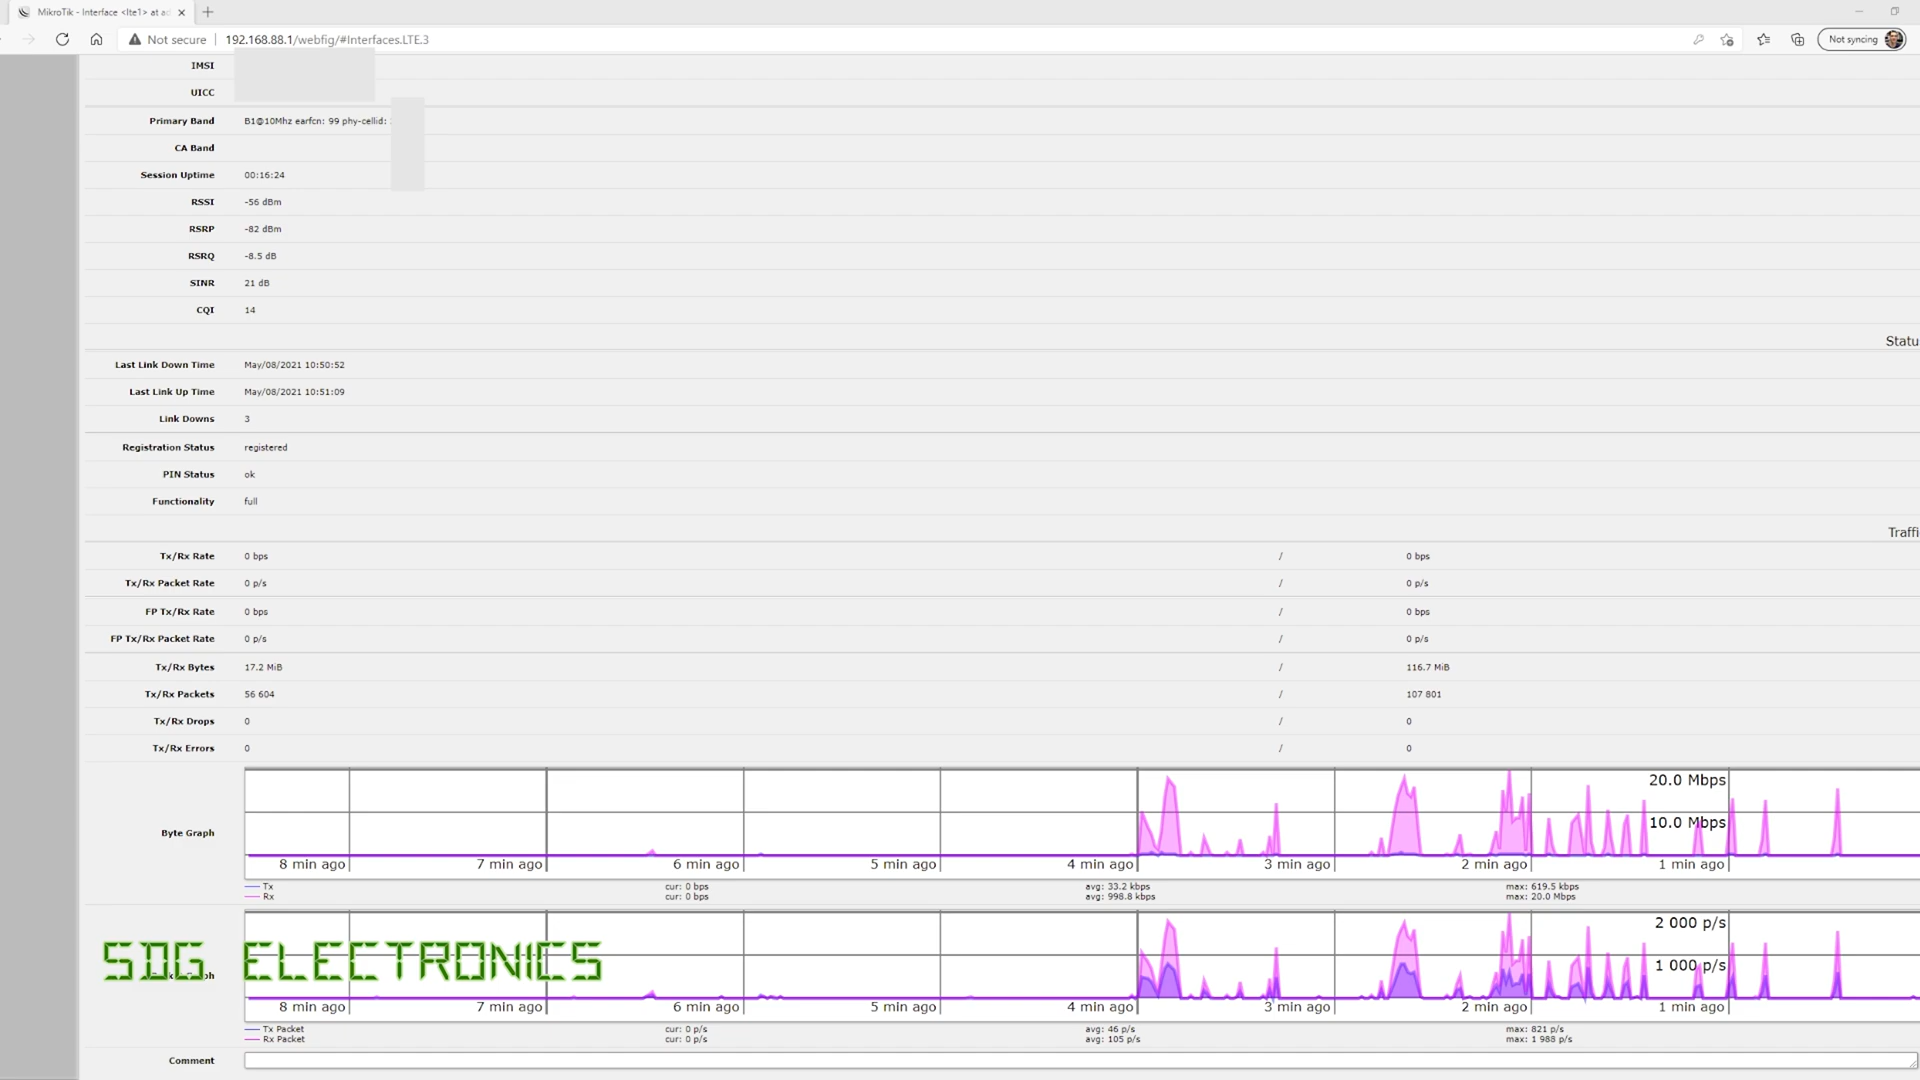 MikroTik - Interface <lte1> at ad
Not secure 192.168.88.1/webfig/#Interfaces.LTE.3 Not syncing
IMSI
UICC
Primary Band B1@10Mhz earfcn: 99 phy-cellid:
CA Band
Session Uptime 00:16:24
RSSI -56 dBm
RSRP -82 dBm
RSRQ -8.5 dB
SINR 21 dB
CQI 14
Statu
Last Link Down Time May/08/2021 10:50:52
Last Link Up Time May/08/2021 10:51:09
Link Downs 3
Registration Status registered
PIN Status ok
Functionality full
Traffi
Tx/Rx Rate 0 bps / 0 bps
Tx/Rx Packet Rate 0 p/s / 0 p/s
FP Tx/Rx Rate 0 bps / 0 bps
FP Tx/Rx Packet Rate 0 p/s / 0 p/s
Tx/Rx Bytes 17.2 MiB / 116.7 MiB
Tx/Rx Packets 56 604 / 107 801
Tx/Rx Drops 0 / 0
Tx/Rx Errors 0 / 0
20.0 Mbps
10.0 Mbps
Byte Graph
8 min ago 7 min ago 6 min ago 5 min ago 4 min ago 3 min ago 2 min ago 1 min ago
Tx cur: 0 bps avg: 33.2 kbps max: 619.5 kbps
Rx cur: 0 bps avg: 998.8 kbps max: 20.0 Mbps
2 000 p/s
1 000 p/s
SDG ELECTRONICS
8 min ago 7 min ago 6 min ago 5 min ago 4 min ago 3 min ago 2 min ago 1 min ago
Tx Packet cur: 0 p/s avg: 46 p/s max: 821 p/s
Rx Packet cur: 0 p/s avg: 105 p/s max: 1 988 p/s
Comment